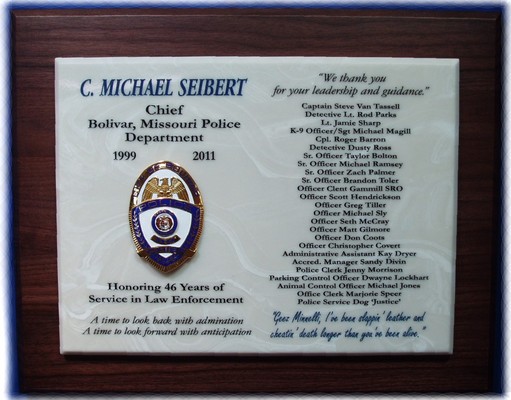 C. MICHAEL SEIBERT
Chief
Bolivar, Missouri Police
Department
1999 2011
Honoring 46 Years of
Service in Law Enforcement
A time to look back with admination
A time to look forward with anticipation
"We thank you
for your leadership and guidance."
Captain Steve Van Tassell
Detective Lt. Rod Parks
Lt. Jamie Sharp
K-9 Officer/Sgt Michael Magill
Cpl. Roger Barron
Detective Dusty Ross
Sr. Officer Taylor Bolton
Sr. Officer Michael Ramsey
Sr. Officer Zach Palmer
Sr. Officer Brandon Toler
Officer Clent Gammill SRO
Officer Scott Hendrickson
Officer Greg Tiller
Officer Michael Sly
Officer Seth McCray
Officer Matt Gilmore
Officer Don Coots
Officer Christopher Covert
Administrative Assistant Kay Dryer
Accred. Manager Sandy Divin
Police Clerk Jenny Morrison
Parking Control Officer Dwayne Lockhart
Animal Control Officer Michael Jones
Office Clerk Marjorie Speer
Police Service Dog 'Justice'
"Geez Minnelli, I've been slappin' leather and
cheatin' death longer than you've been alive."